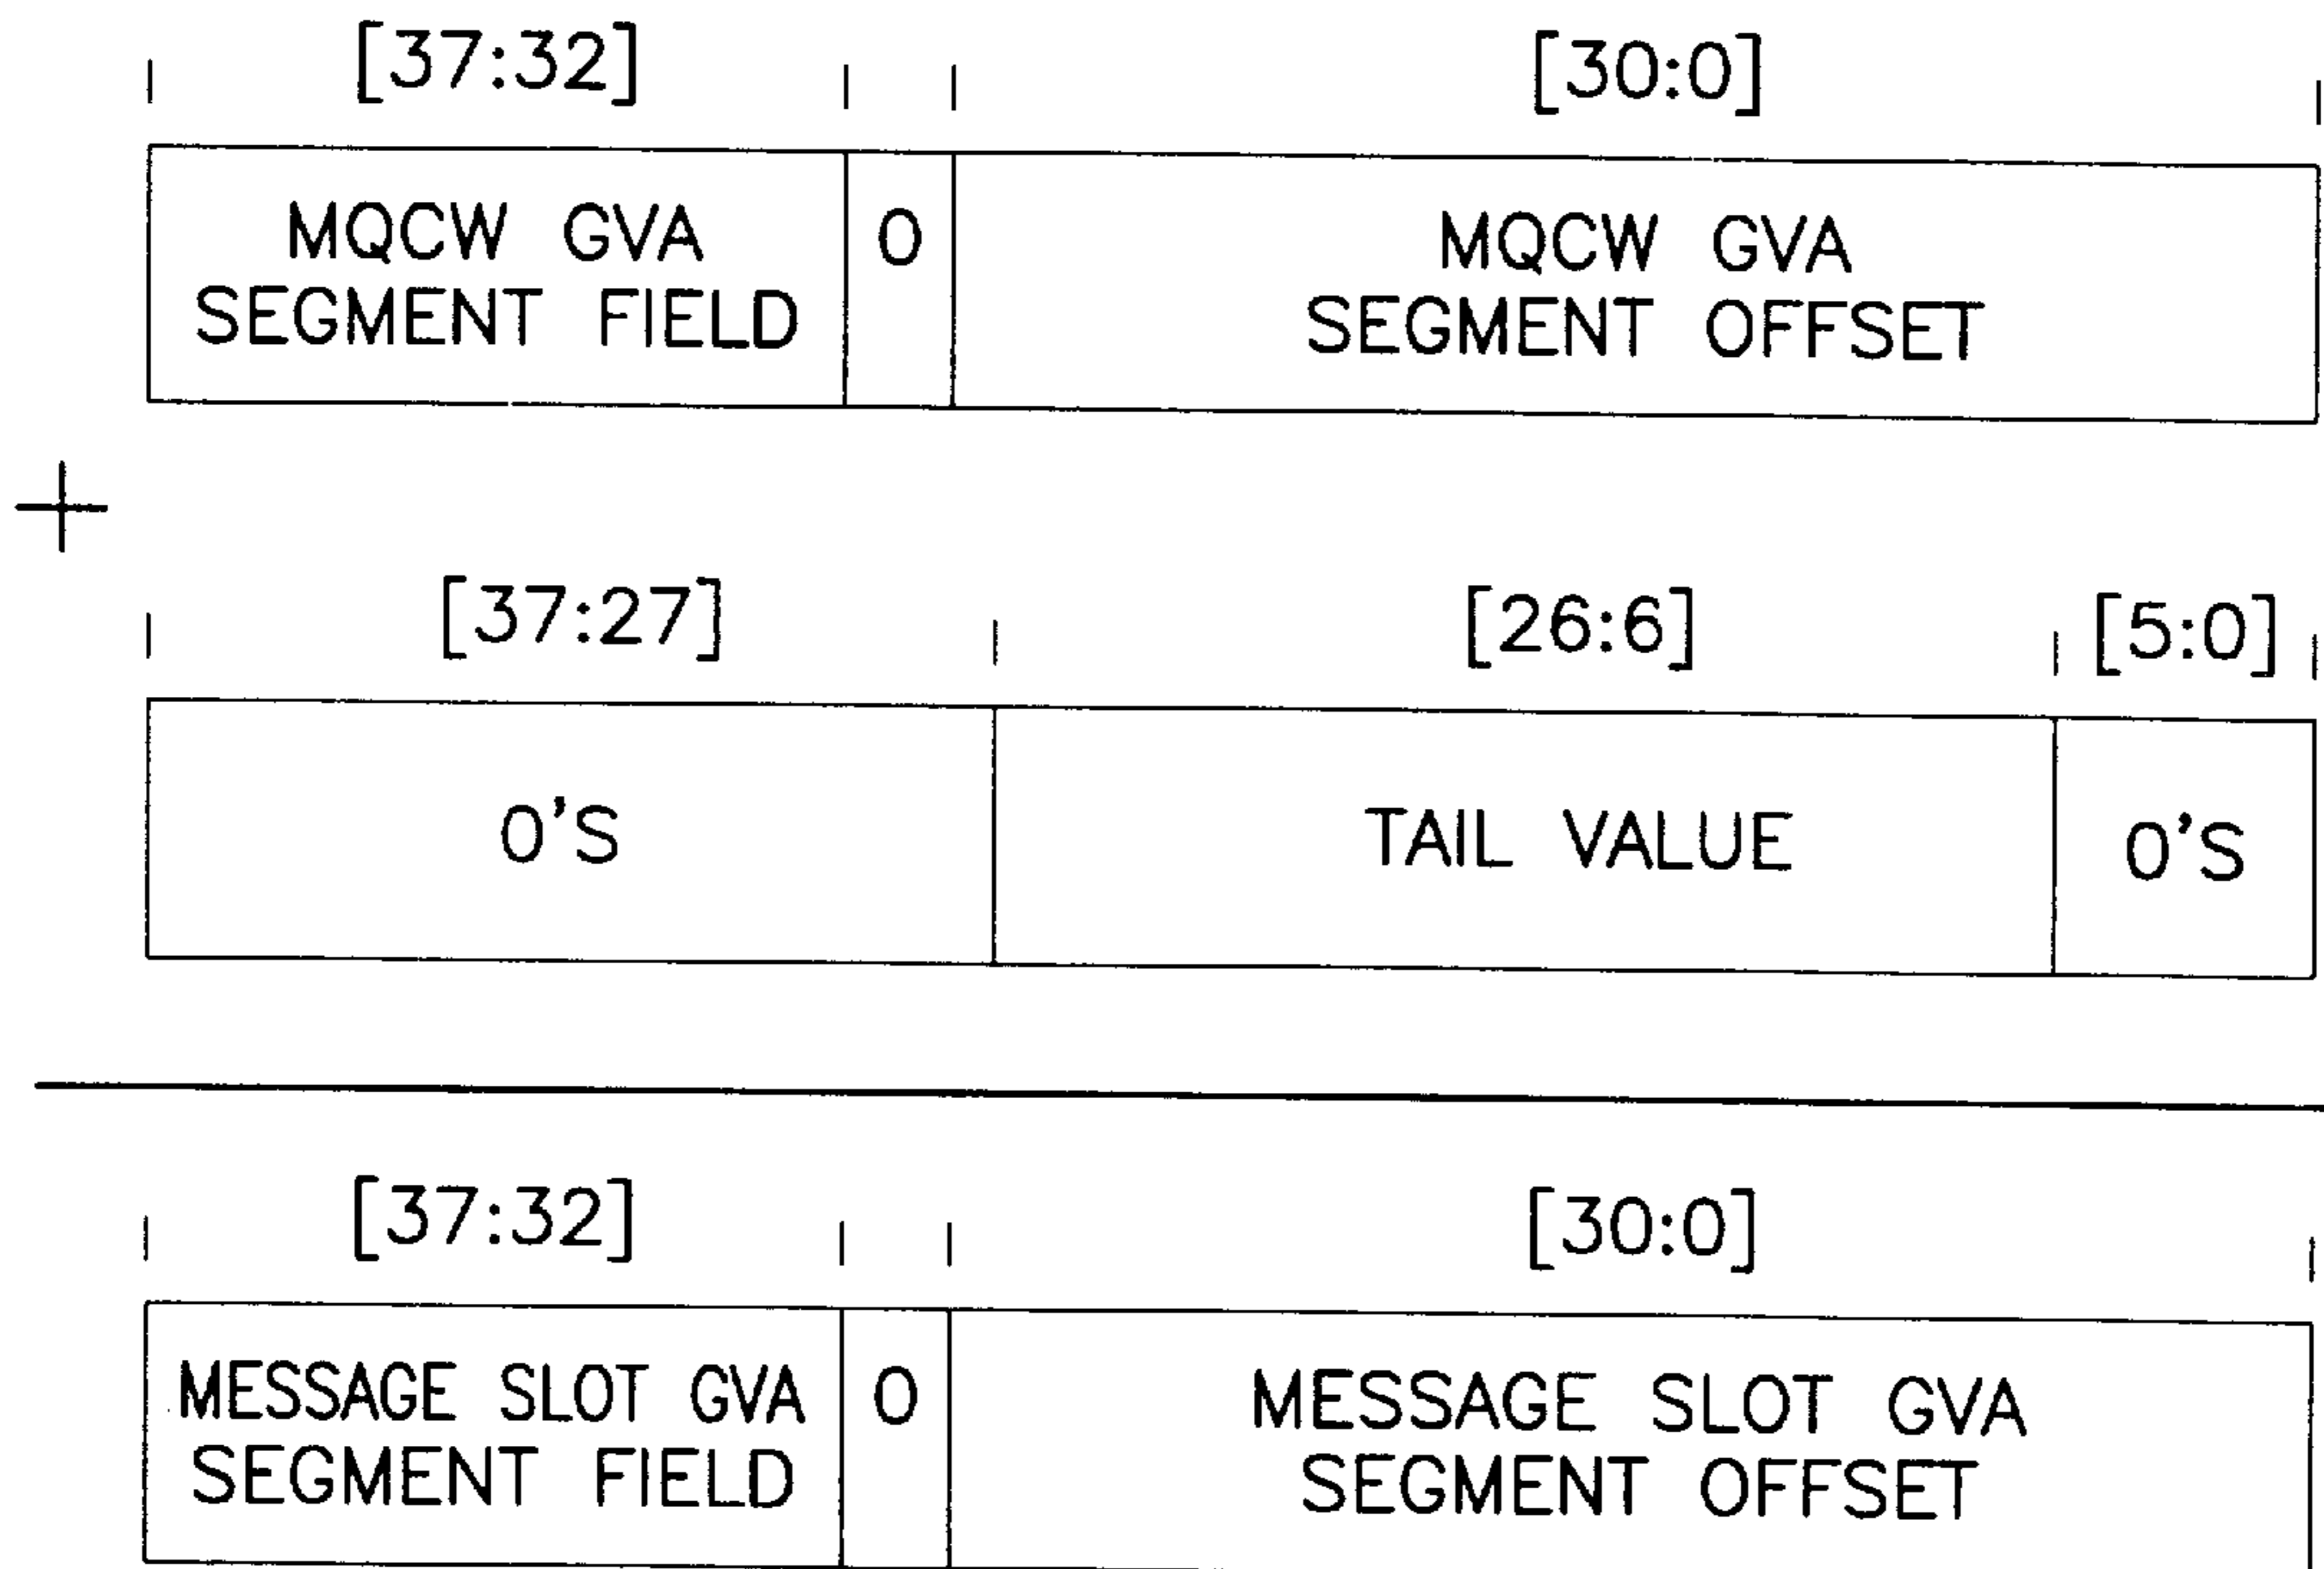 [37:32] [30:0]
MQCW GVA 0 MQCW GVA
SEGMENT FIELD SEGMENT OFFSET
+
[37:27] [26:6] [5:0]
0'S TAIL VALUE 0'S
[37:32] [30:0]
MESSAGE SLOT GVA 0 MESSAGE SLOT GVA
SEGMENT FIELD SEGMENT OFFSET